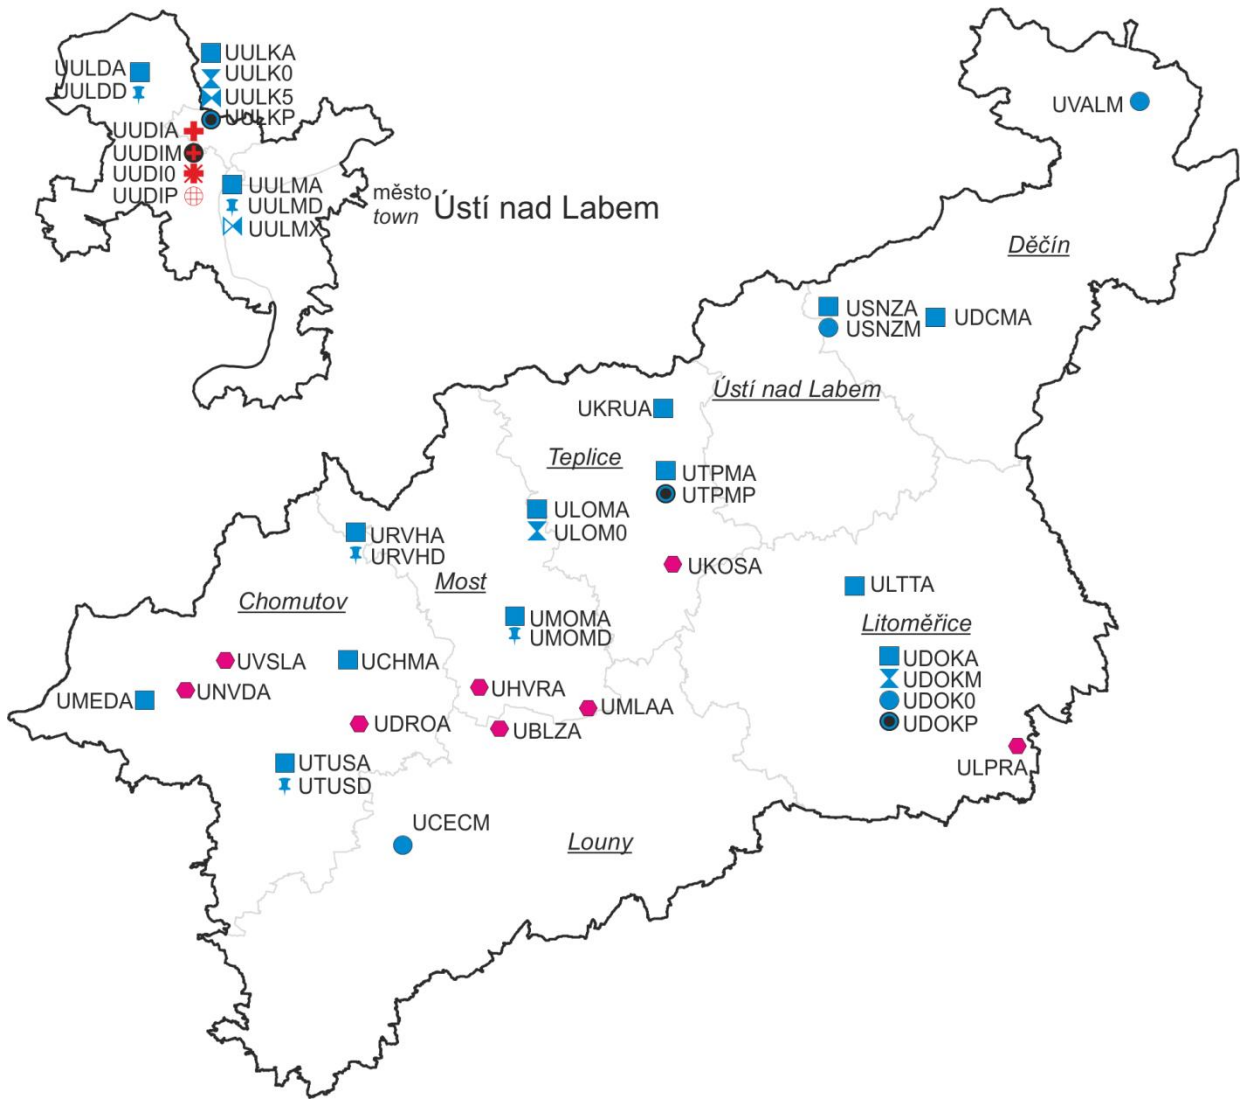 UULKA
UULDA
UULK0
UULDD
UULK5
UULKP
UUDIA
UUDIM
UUDI0
UUDIP
UULMA
UULMD
UULMX
město
town
Ústí nad Labem
UVALM
Děčín
USNZA
USNZM
UDCMA
Ústí nad Labem
UKRUA
Teplice
UTPMA
UTPMP
ULOMA
ULOM0
URVHA
URVHD
UKOSA
Most
Chomutov
ULTTA
UMOMA
UMOMD
Litoměřice
UDOKA
UDOKM
UDOK0
UDOKP
UVSLA
UCHMA
UNVDA
UMEDA
UHVRA
UMLAA
UDROA
UBLZA
UTUSA
UTUSD
ULPRA
UCECM
Louny